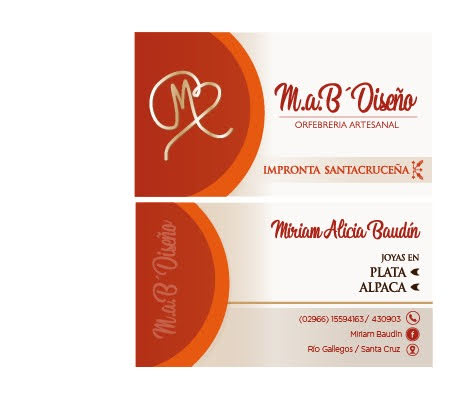 M
M.a.B´Diseño
ORFEBRERIA ARTESANAL
IMPRONTA SANTACRUCEÑA
M.a.B´Diseño
Miriam Alicia Baudín
JOYAS EN
PLATA
ALPACA
(02966) 15594163 / 430903
Miriam Baudin
Río Gallegos / Santa Cruz